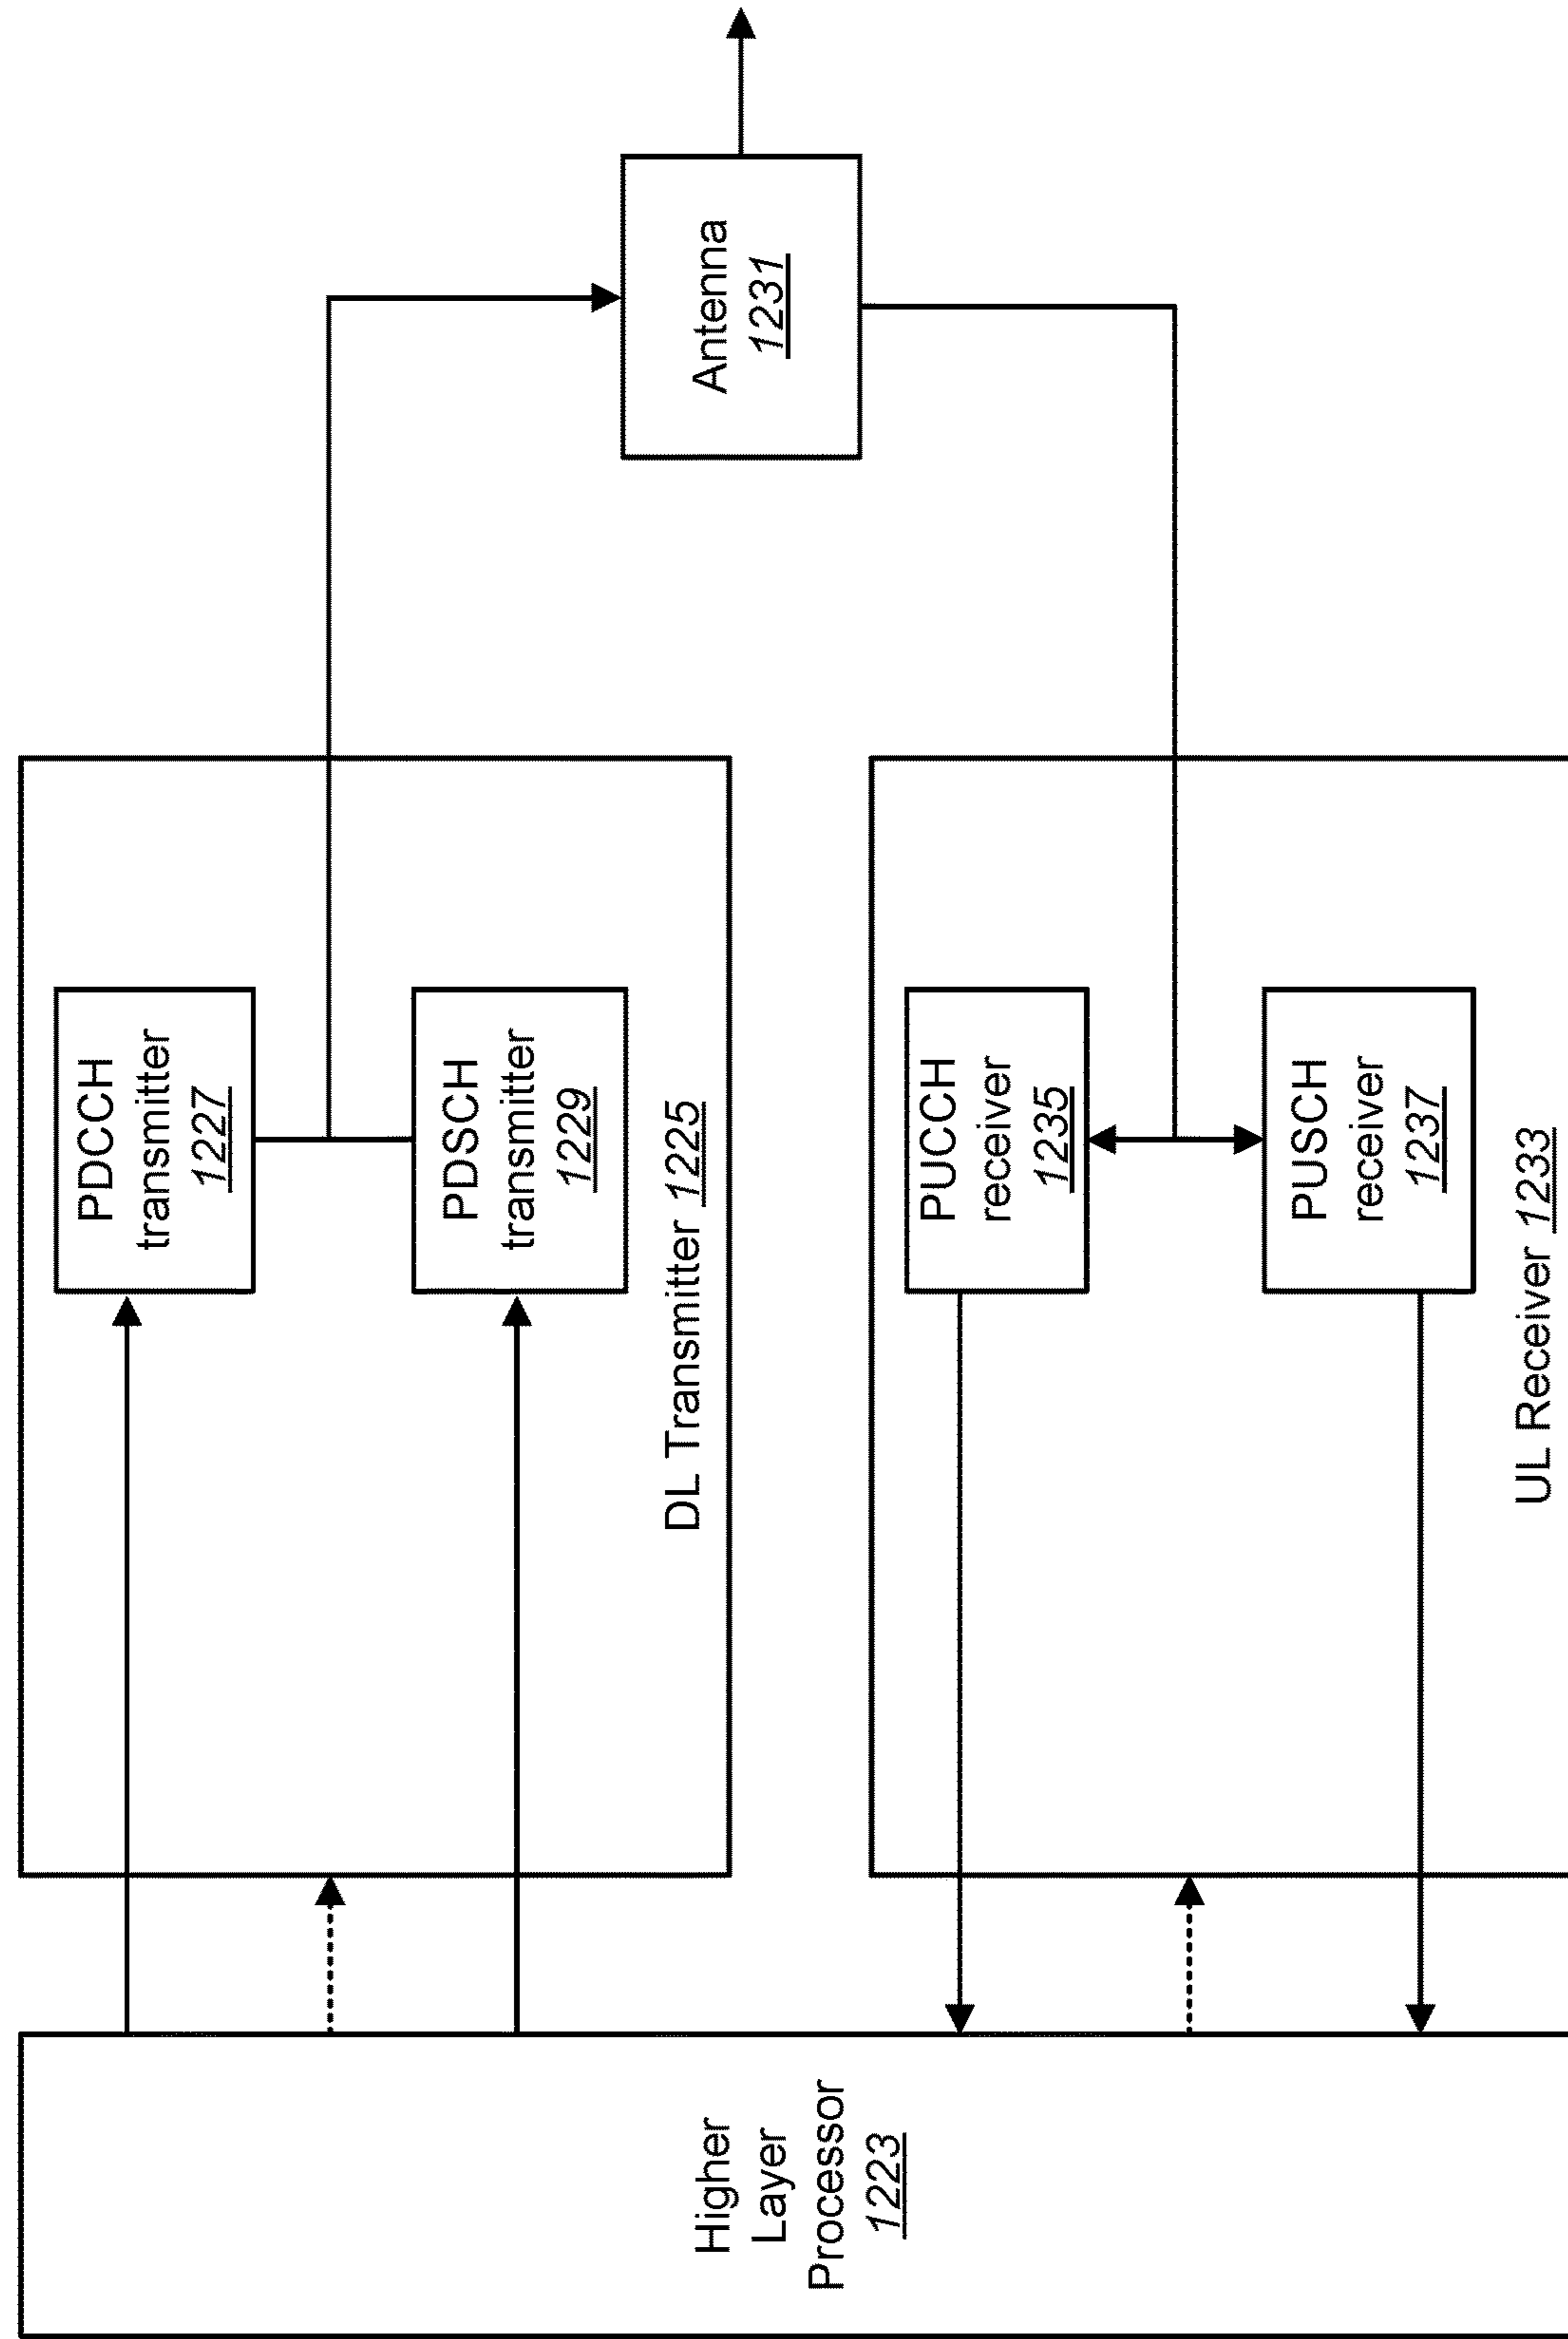 Higher
Layer
Processor
1223
PDCCH
transmitter
1227
PDSCH
transmitter
1229
DL Transmitter 1225
PUCCH
receiver
1235
PUSCH
receiver
1237
UL Receiver 1233
Antenna
1231